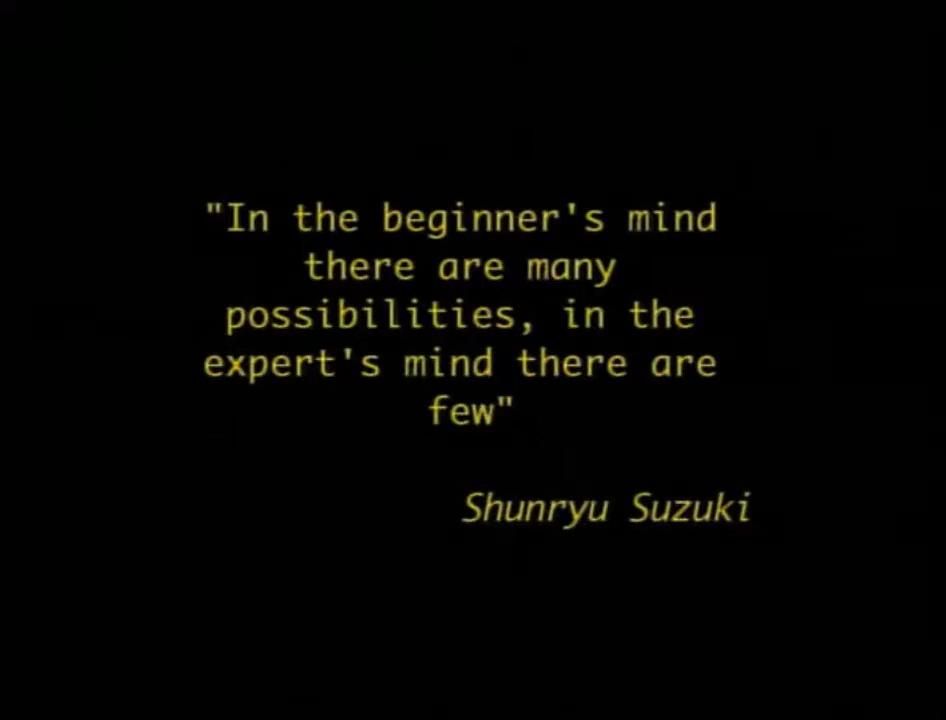 "In the beginner's mind
there are many
possibilities, in the
expert's mind there are
few"
Shunryu Suzuki